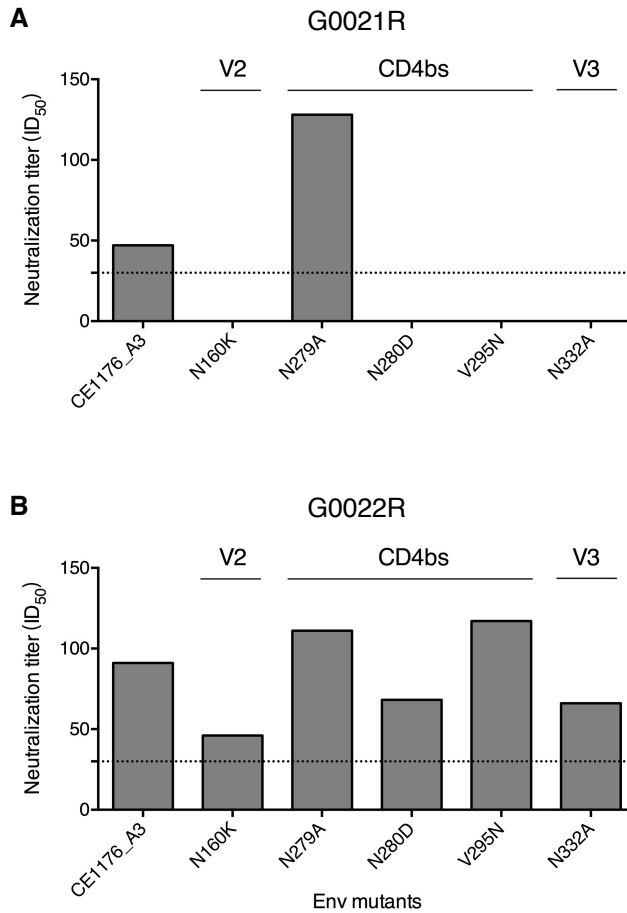 A
G0021R
V2 CD4bs V3
Neutralization titer (ID50)
150
100
50
0
CE1176_A3 N160K N279A N280D V295N N332A
B
G0022R
V2 CD4bs V3
Neutralization titer (ID50)
150
100
50
0
CE1176_A3 N160K N279A N280D V295N N332A
Env mutants